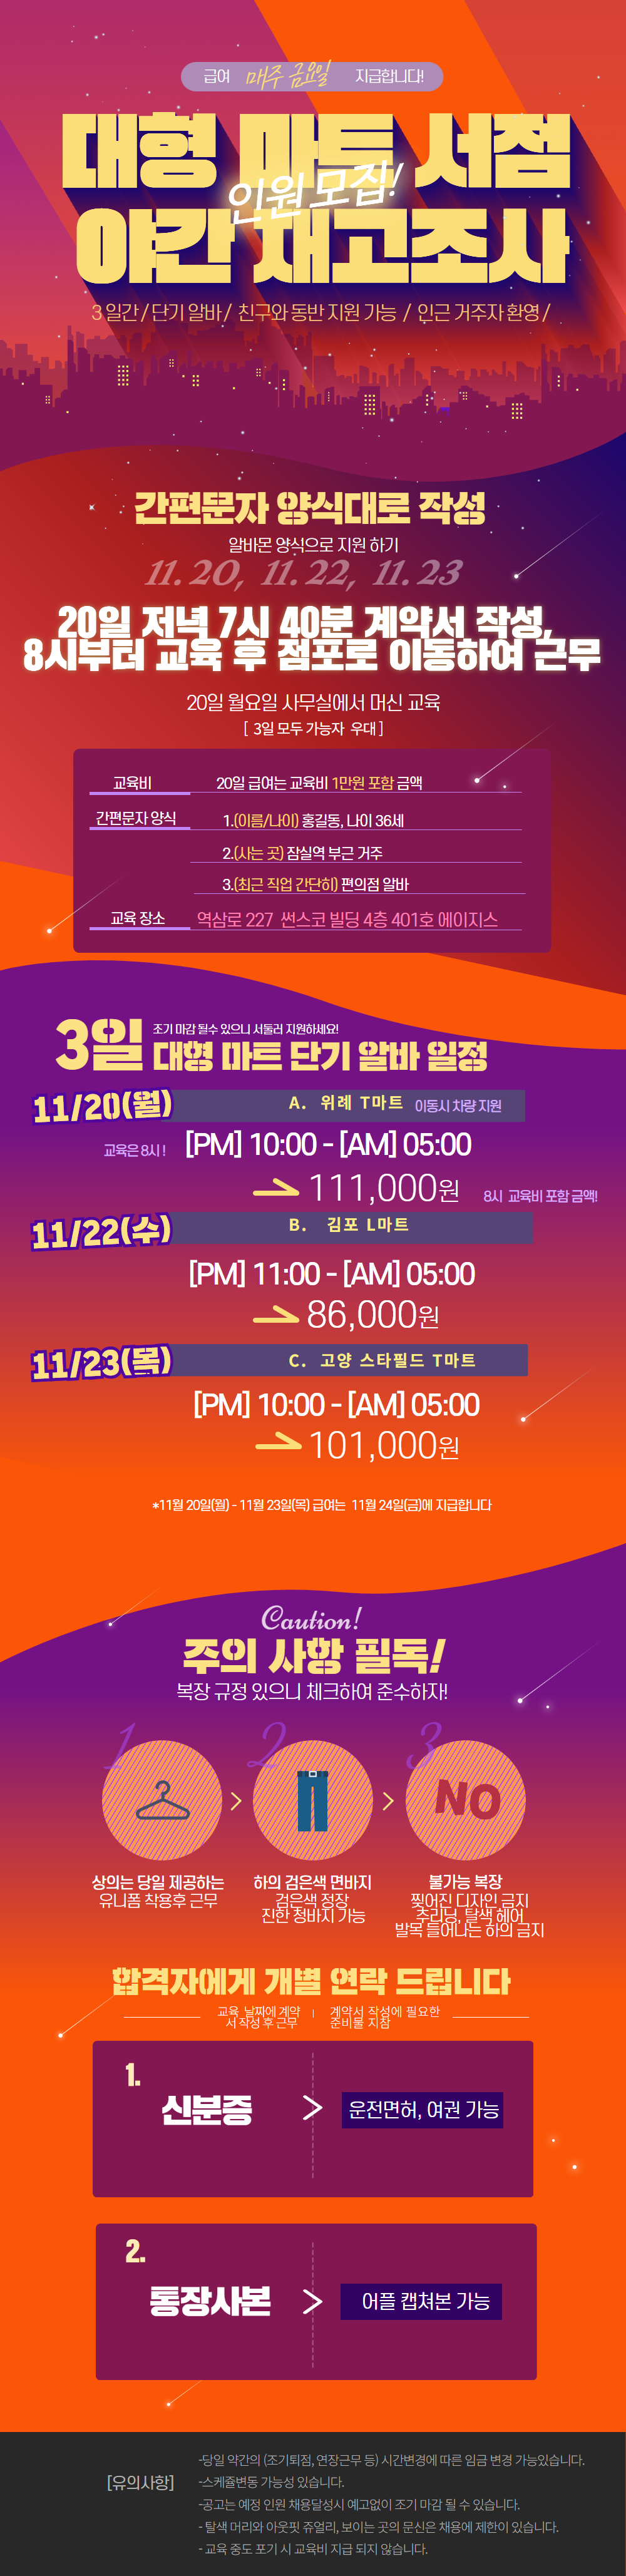 급여 매주 금요일 지급합니다!
대형 마트 서점
인원모집!
야간 재고조사
3일간/단기 알바/ 친구와 동반 지원 가능 / 인근 거주자 환영/
간편문자 양식대로 작성
알바몬 양식으로 지원 하기
11. 20, 11. 22, 11. 23
20일 저녁 7시 40분 계약서 작성,
8시부터 교육 후 점포로 이동하여 근무
20일 월요일 사무실에서 머신 교육
[ 3일 모두 가능자 우대 ]
교육비 20일 급여는 교육비 1만원 포함 금액
간편문자 양식 1.(이름/나이) 홍길동, 나이 36세
2.(사는 곳) 잠실역 부근 거주
3.(최근 직업 간단히) 편의점 알바
교육 장소 역삼로 227 썬스코 빌딩 4층 401호 에이지스
3일
조기 마감 될수 있으니 서둘러 지원하세요!
대형 마트 단기 알바 일정
11/20(월) A. 위례 T마트 이동시 차량 지원
교육은 8시 ! [PM] 10:00 - [AM] 05:00
111,000원 8시 교육비 포함 금액!
11/22(수) B. 김포 L마트
[PM] 11:00 - [AM] 05:00
86,000원
11/23(목) C. 고양 스타필드 T마트
[PM] 10:00 - [AM] 05:00
101,000원
*11월 20일(월) - 11월 23일(목) 급여는 11월 24일(금)에 지급합니다
Caution!
주의 사항 필독!
복장 규정 있으니 체크하여 준수하자!
1 2 3
NO
상의는 당일 제공하는
유니폼 착용후 근무
하의 검은색 면바지
검은색 정장
진한 청바지 가능
불가능 복장
찢어진 디자인 금지
추리닝, 탈색 헤어
발목 들어나는 하의 금지
합격자에게 개별 연락 드립니다
교육 날짜에 계약
서 작성 후 근무
계약서 작성에 필요한
준비물 지참
1.
신분증 > 운전면허, 여권 가능
2.
통장사본 > 어플 캡쳐본 가능
[유의사항]
-당일 약간의 (조기퇴점, 연장근무 등) 시간변경에 따른 임금 변경 가능있습니다.
-스케쥴변동 가능성 있습니다.
-공고는 예정 인원 채용달성시 예고없이 조기 마감 될 수 있습니다.
- 탈색 머리와 아웃핏 쥬얼리, 보이는 곳의 문신은 채용에 제한이 있습니다.
- 교육 중도 포기 시 교육비 지급 되지 않습니다.